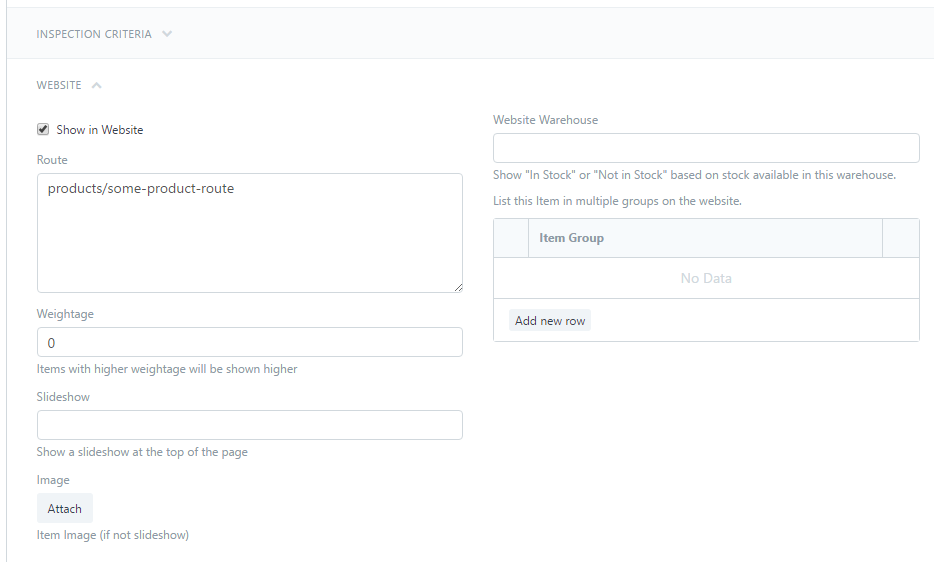 INSPECTION CRITERIA
WEBSITE
Show in Website
Route
products/some-product-route
Weightage
0
Items with higher weightage will be shown higher
Slideshow
Show a slideshow at the top of the page
Image
Attach
Item Image (if not slideshow)
Website Warehouse
Show "In Stock" or "Not in Stock" based on stock available in this warehouse.
List this Item in multiple groups on the website.
Item Group
No Data
Add new row